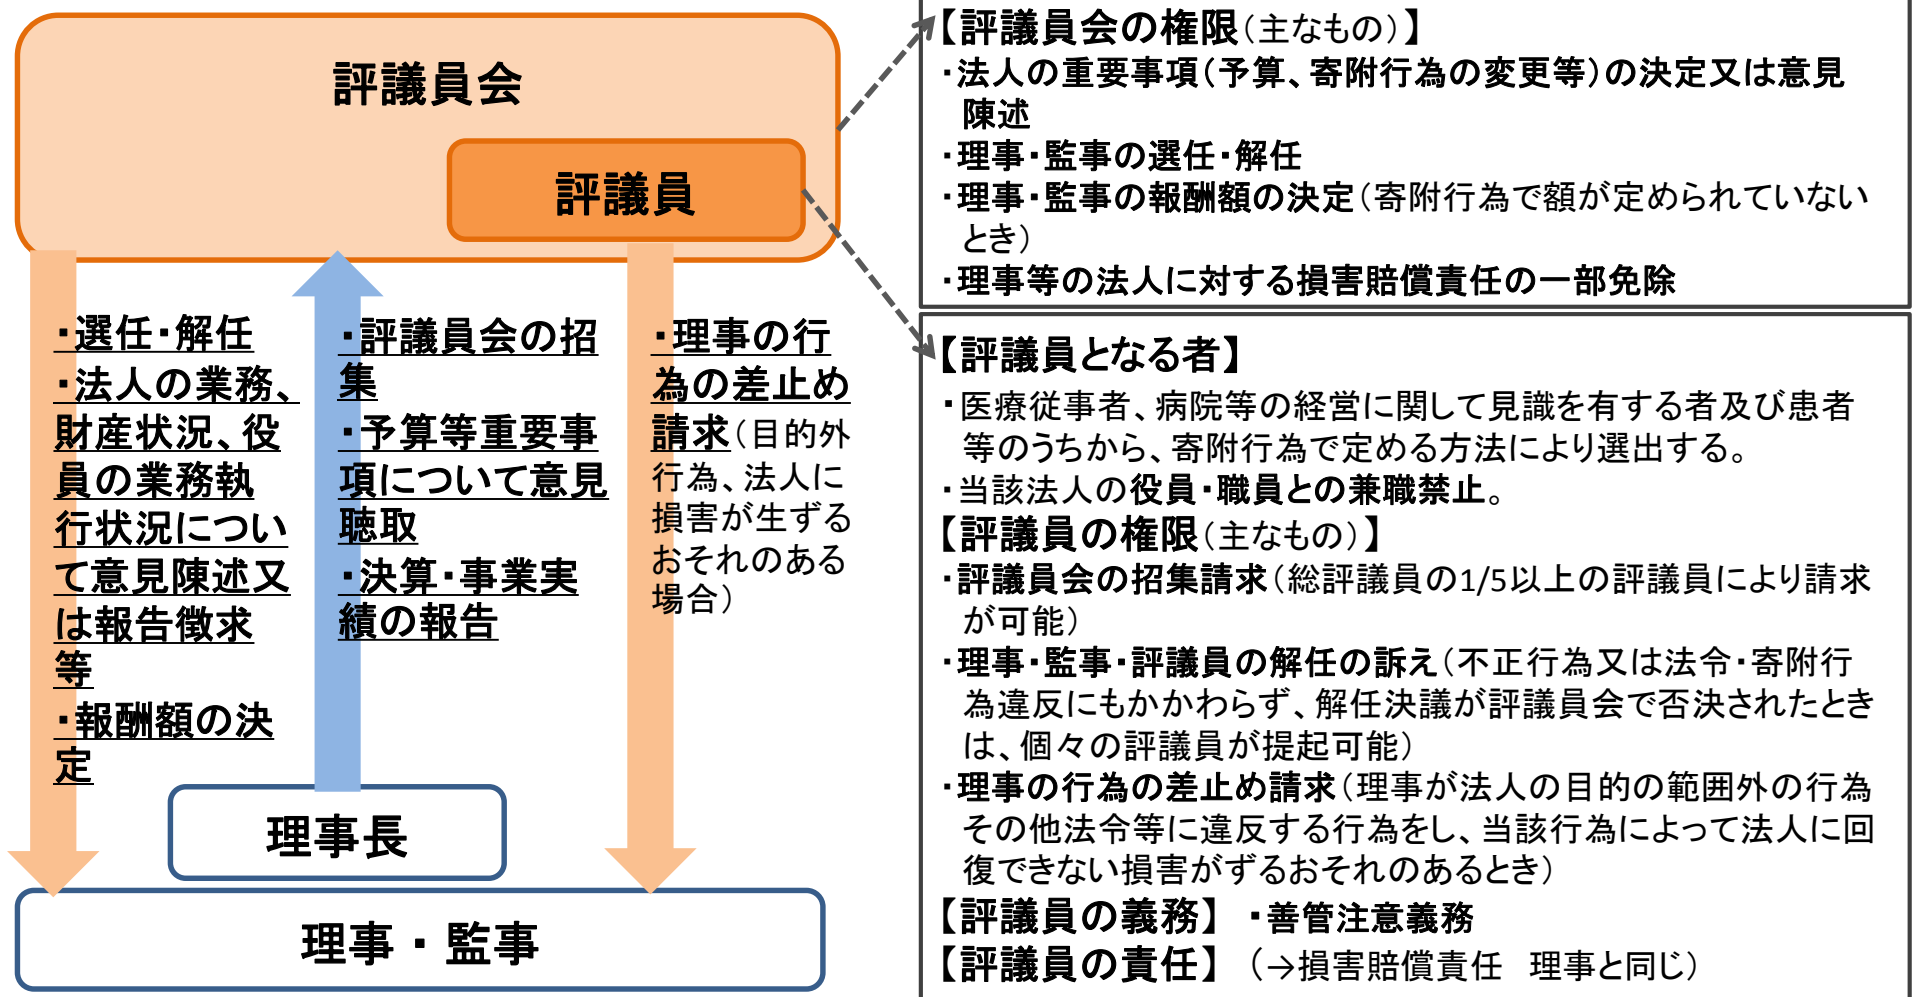 評議員会
評議員
・選任・解任
・法人の業務、
財産状況、役
員の業務執
行状況につい
て意見陳述又
は報告徴求
等
・報酬額の決
定
・評議員会の招
集
・予算等重要事
項について意見
聴取
・決算・事業実
績の報告
・理事の行
為の差止め
請求（目的外
行為、法人に
損害が生ずる
おそれのある
場合）
理事長
理事・監事
【評議員会の権限（主なもの）】
・法人の重要事項（予算、寄附行為の変更等）の決定又は意見
陳述
・理事・監事の選任・解任
・理事・監事の報酬額の決定（寄附行為で額が定められていない
とき）
・理事等の法人に対する損害賠償責任の一部免除
【評議員となる者】
・医療従事者、病院等の経営に関して見識を有する者及び患者
等のうちから、寄附行為で定める方法により選出する。
・当該法人の役員・職員との兼職禁止。
【評議員の権限（主なもの）】
・評議員会の招集請求（総評議員の1/5以上の評議員により請求
が可能）
・理事・監事・評議員の解任の訴え（不正行為又は法令・寄附行
為違反にもかかわらず、解任決議が評議員会で否決されたとき
は、個々の評議員が提起可能）
・理事の行為の差止め請求（理事が法人の目的の範囲外の行為
その他法令等に違反する行為をし、当該行為によって法人に回
復できない損害がずるおそれのあるとき）
【評議員の義務】 ・善管注意義務
【評議員の責任】 （→損害賠償責任　理事と同じ）